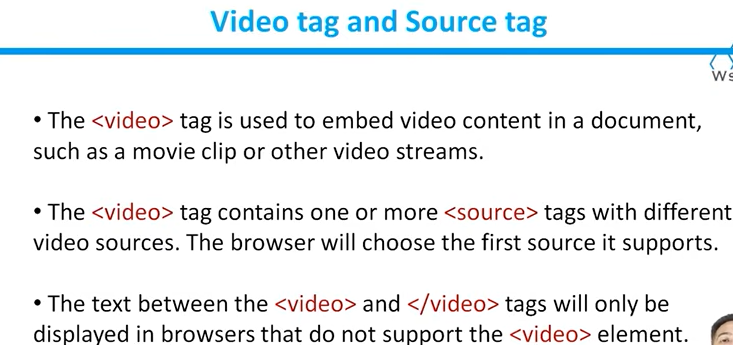 Video tag and Source tag
Ws
• The <video> tag is used to embed video content in a document,
such as a movie clip or other video streams.
• The <video> tag contains one or more <source> tags with different
video sources. The browser will choose the first source it supports.
• The text between the <video> and </video> tags will only be
displayed in browsers that do not support the <video> element.